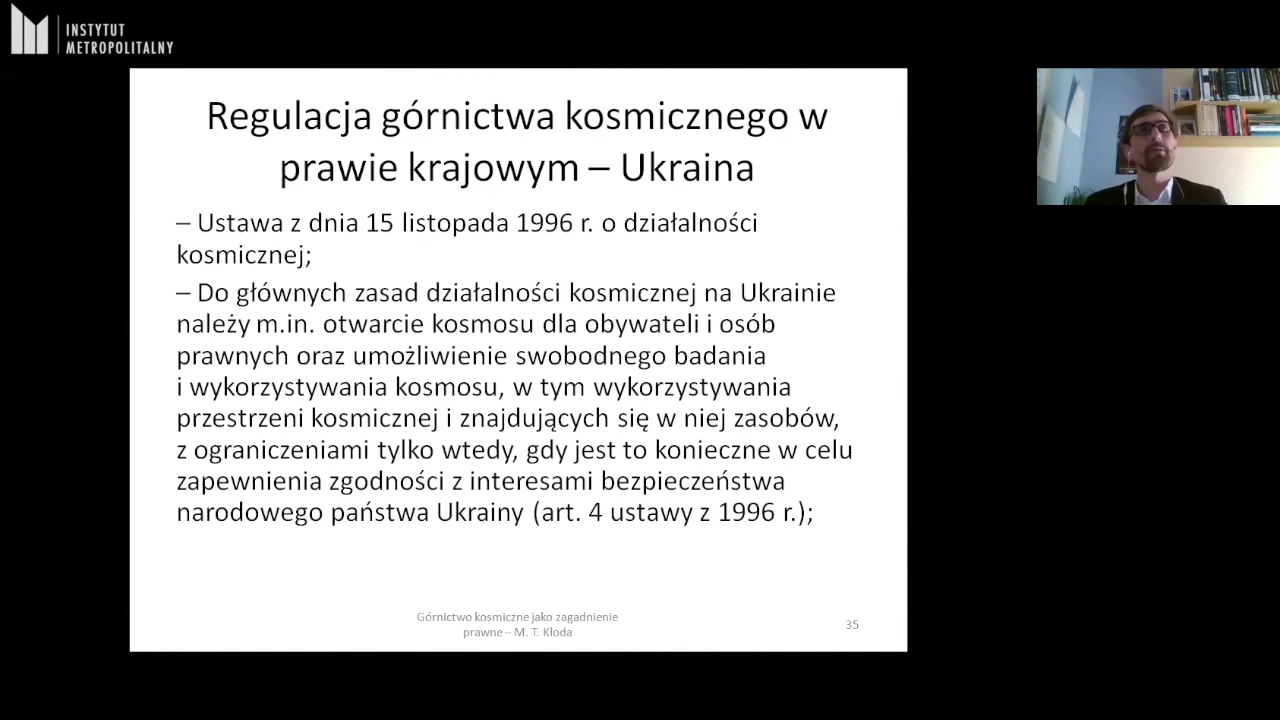 INSTYTUT
METROPOLITALNY
Regulacja górnictwa kosmicznego w
prawie krajowym – Ukraina
– Ustawa z dnia 15 listopada 1996 r. o działalności
kosmicznej;
– Do głównych zasad działalności kosmicznej na Ukrainie
należy m.in. otwarcie kosmosu dla obywateli i osób
prawnych oraz umożliwienie swobodnego badania
i wykorzystywania kosmosu, w tym wykorzystywania
przestrzeni kosmicznej i znajdujących się w niej zasobów,
z ograniczeniami tylko wtedy, gdy jest to konieczne w celu
zapewnienia zgodności z interesami bezpieczeństwa
narodowego państwa Ukrainy (art. 4 ustawy z 1996 r.);
Górnictwo kosmiczne jako zagadnienie
prawne – M. T. Kłoda
35